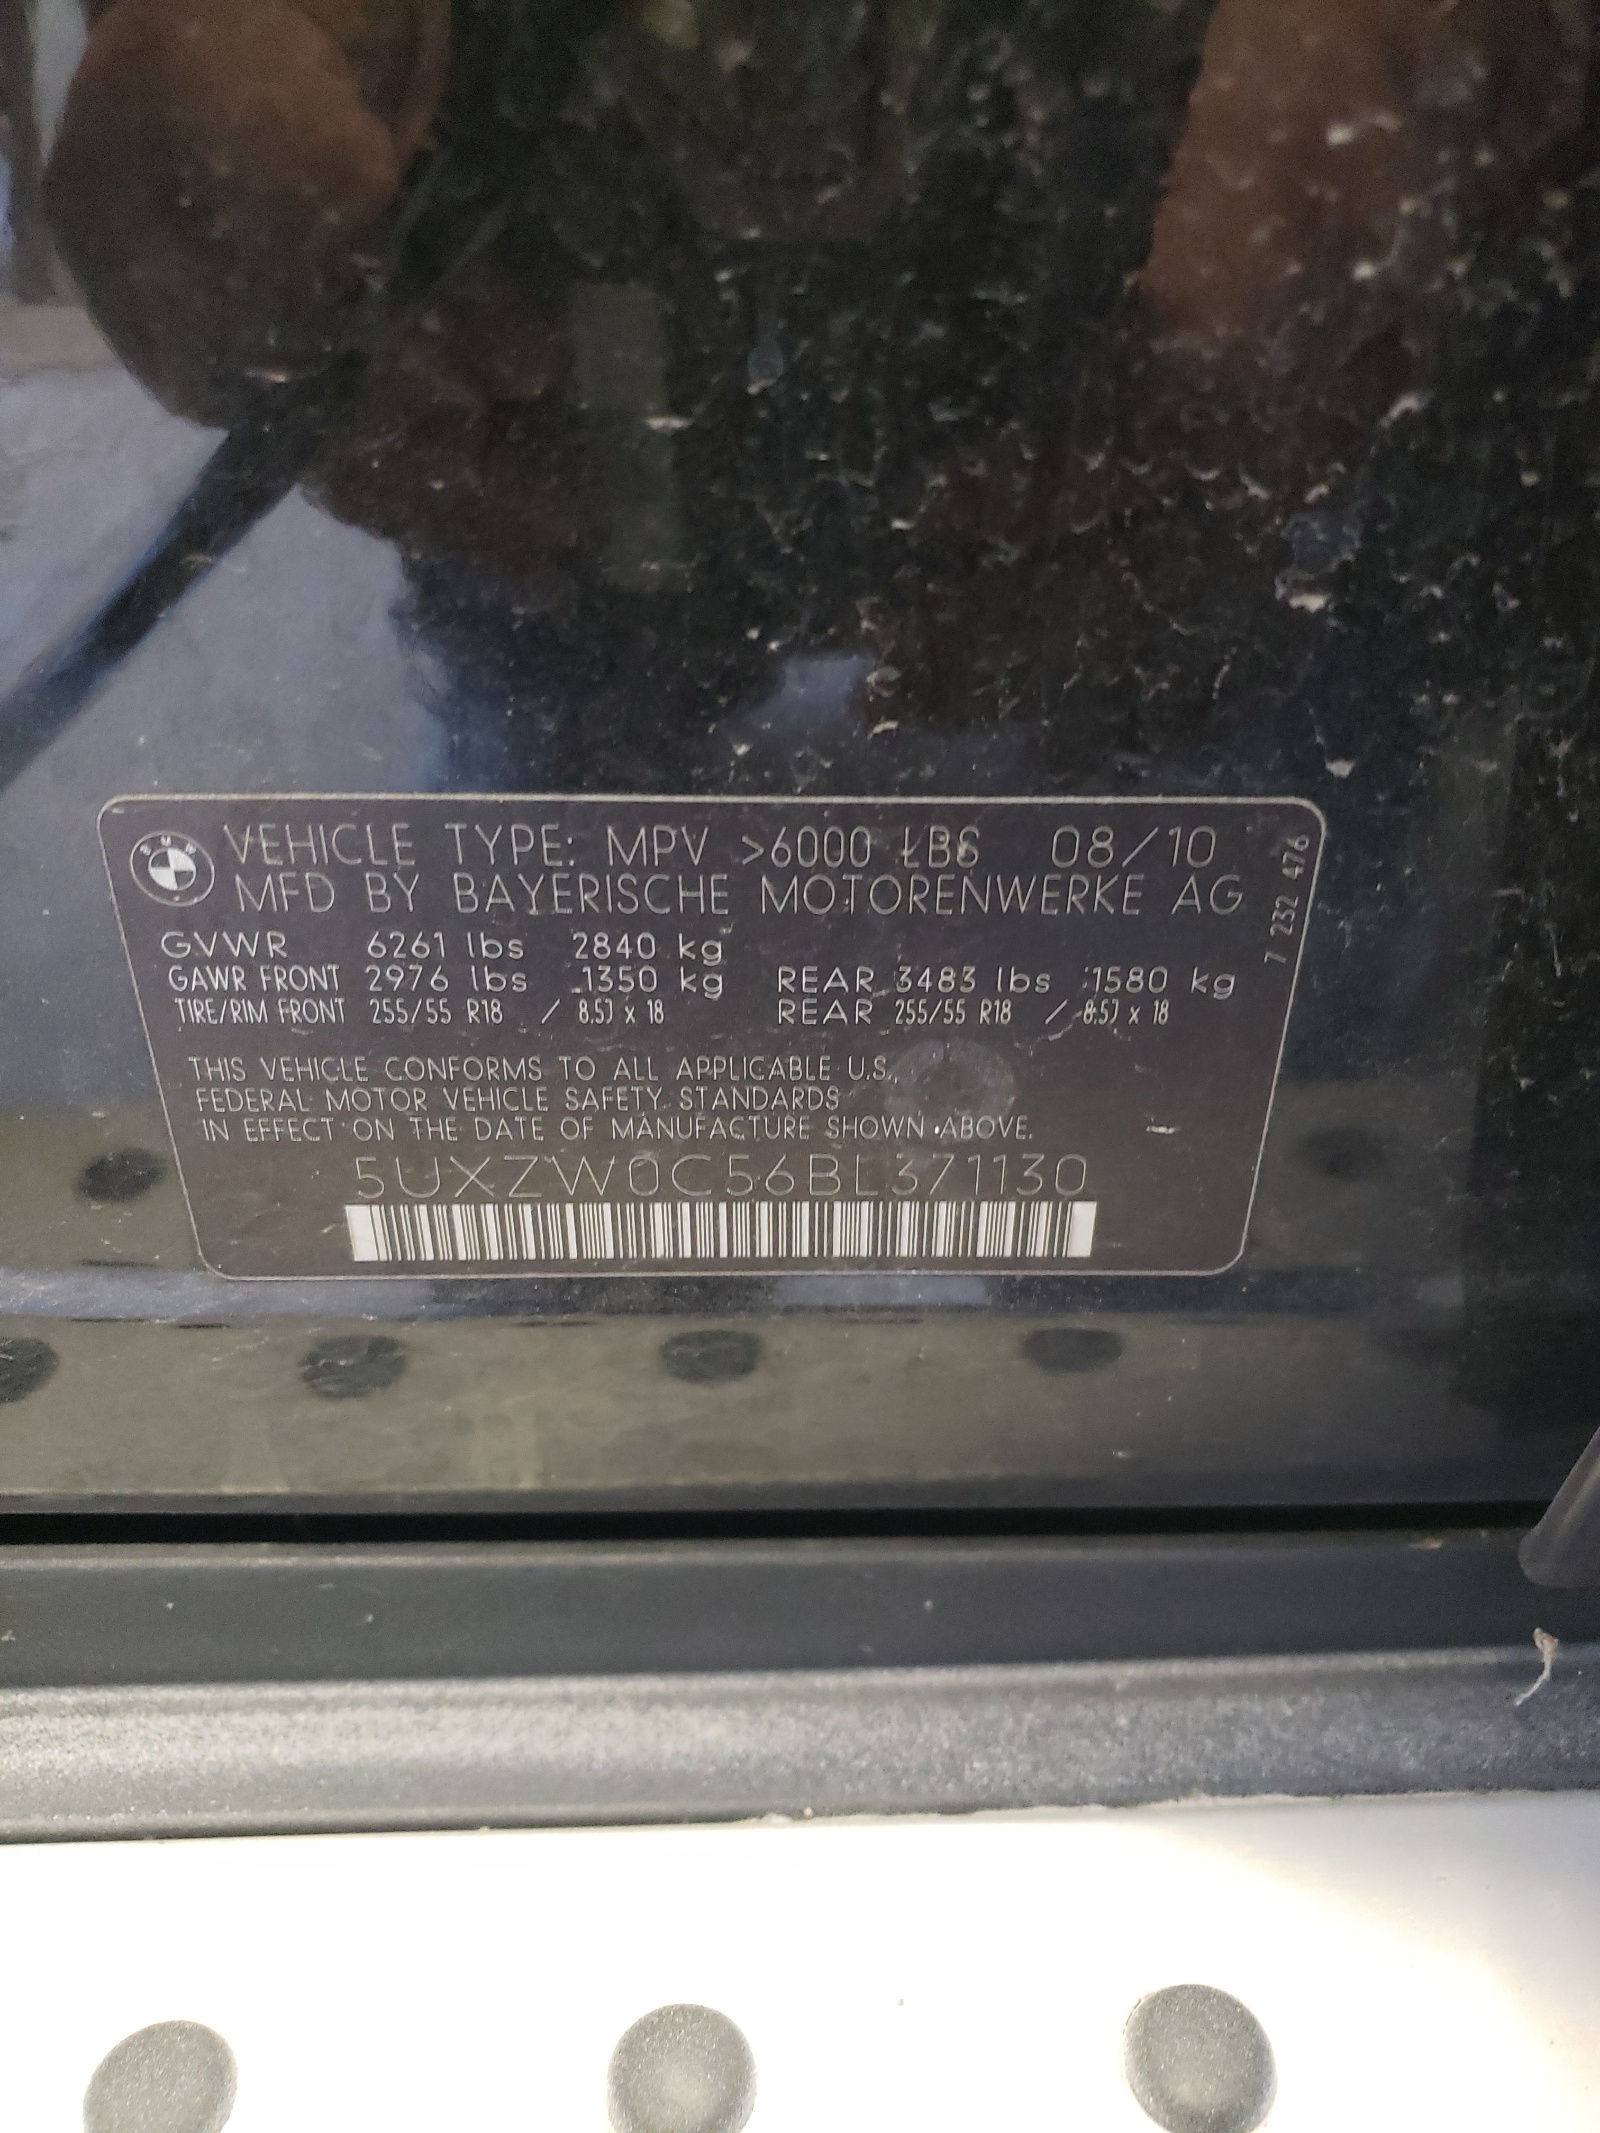 BMW
VEHICLE TYPE: MPV >6000 LBS 08/10
MFD BY BAYERISCHE MOTORENWERKE AG
GVWR 6261 lbs 2840 kg
GAWR FRONT 2976 lbs 1350 kg REAR 3483 lbs 1580 kg
TIRE/RIM FRONT 255/55 R18 / 8.5J x 18 REAR 255/55 R18 / 8.5J x 18
THIS VEHICLE CONFORMS TO ALL APPLICABLE U.S.
FEDERAL MOTOR VEHICLE SAFETY STANDARDS
IN EFFECT ON THE DATE OF MANUFACTURE SHOWN ABOVE.
5UXZW0C56BL371130
7 232 476